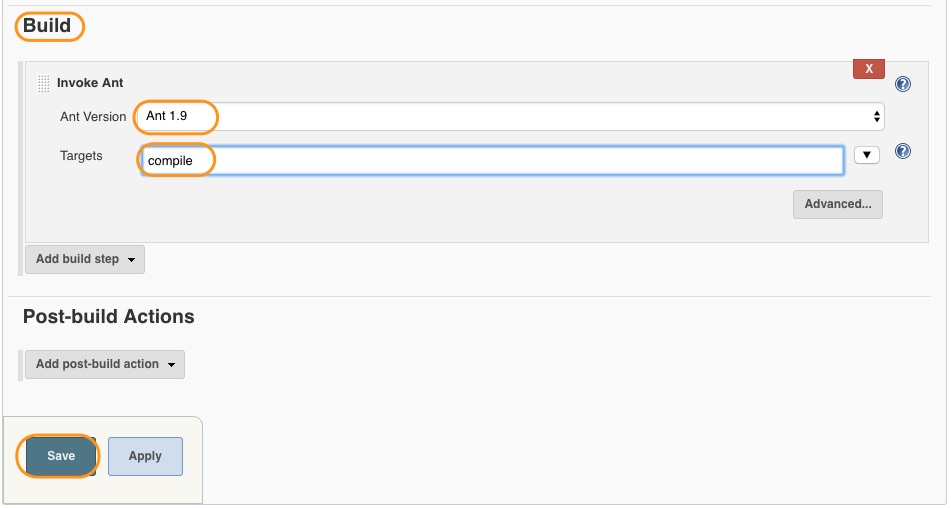 Build
X
Invoke Ant
Ant Version Ant 1.9
Targets compile
Advanced...
Add build step
Post-build Actions
Add post-build action
Save Apply